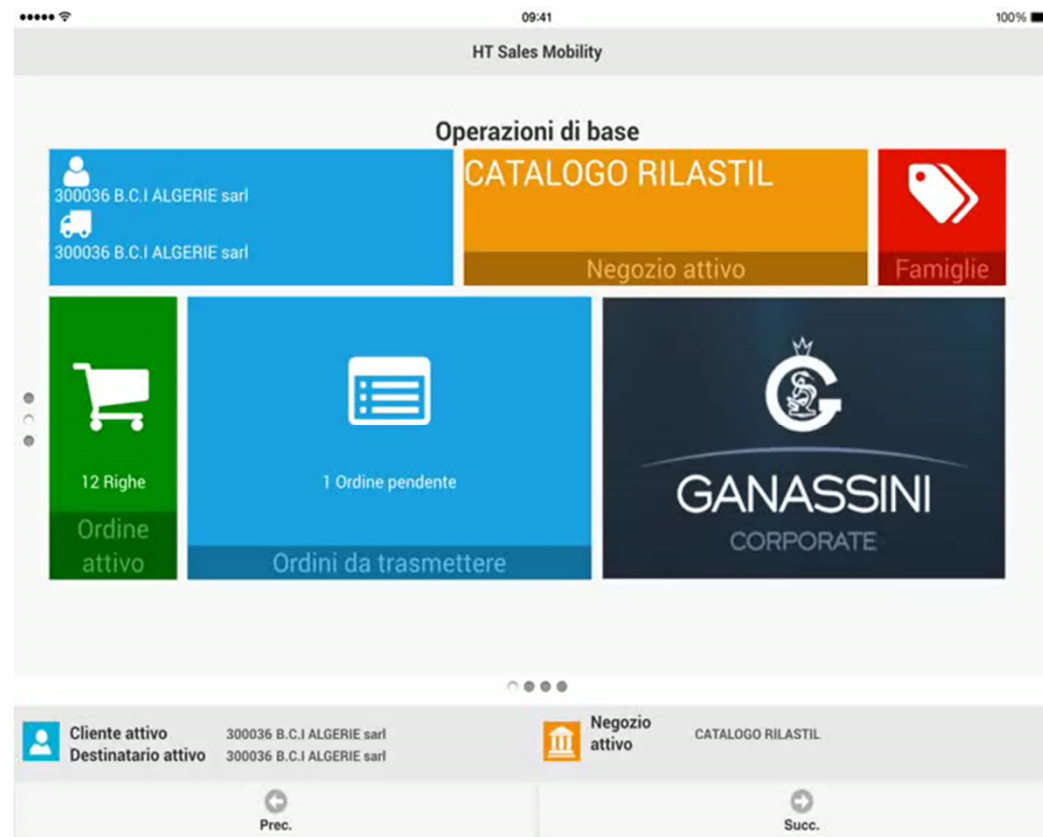 09:41
100%
HT Sales Mobility
Operazioni di base
300036 B.C.I ALGERIE sarl
300036 B.C.I ALGERIE sarl
CATALOGO RILASTIL
Negozio attivo
Famiglie
12 Righe
Ordine
attivo
1 Ordine pendente
Ordini da trasmettere
G
GANASSINI
CORPORATE
Cliente attivo 300036 B.C.I ALGERIE sarl
Destinatario attivo 300036 B.C.I ALGERIE sarl
Negozio
attivo
CATALOGO RILASTIL
Prec.
Succ.